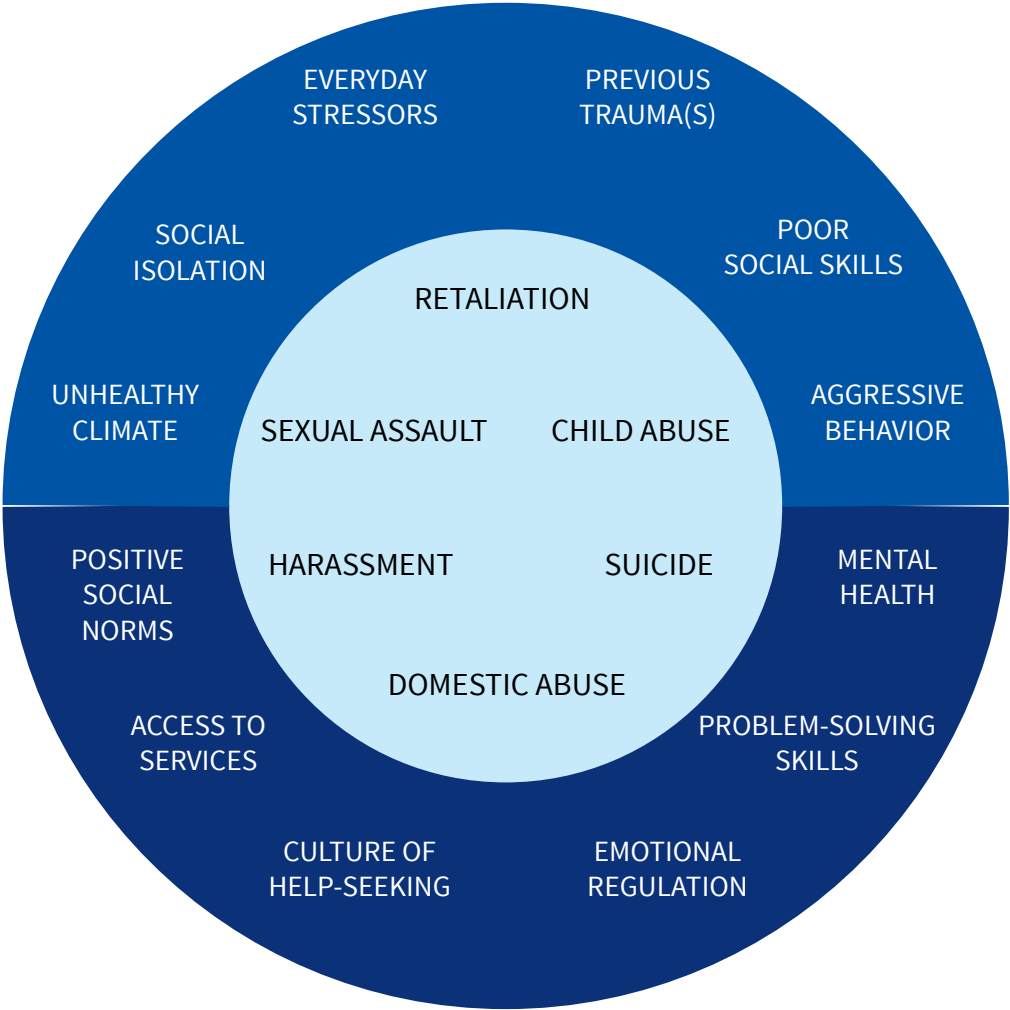 EVERYDAY
STRESSORS
PREVIOUS
TRAUMA(S)
SOCIAL
ISOLATION
POOR
SOCIAL SKILLS
UNHEALTHY
CLIMATE
AGGRESSIVE
BEHAVIOR
RETALIATION
SEXUAL ASSAULT
CHILD ABUSE
HARASSMENT
SUICIDE
DOMESTIC ABUSE
POSITIVE
SOCIAL
NORMS
MENTAL
HEALTH
ACCESS TO
SERVICES
PROBLEM-SOLVING
SKILLS
CULTURE OF
HELP-SEEKING
EMOTIONAL
REGULATION